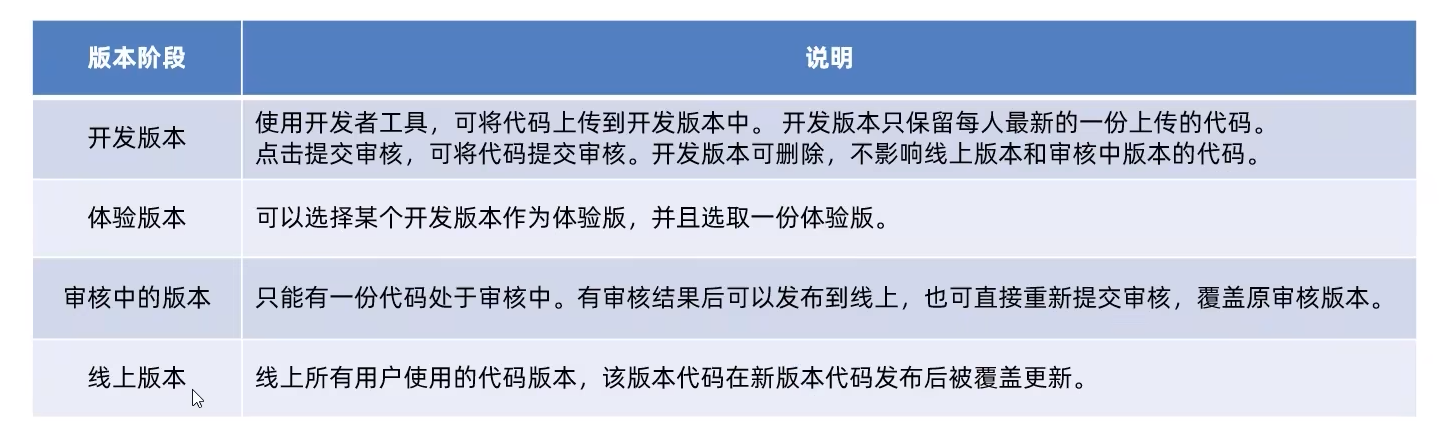 版本阶段
说明
开发版本
使用开发者工具，可将代码上传到开发版本中。 开发版本只保留每人最新的一份上传的代码。
点击提交审核，可将代码提交审核。开发版本可删除，不影响线上版本和审核中版本的代码。
体验版本
可以选择某个开发版本作为体验版，并且选取一份体验版。
审核中的版本
只能有一份代码处于审核中。有审核结果后可以发布到线上，也可直接重新提交审核，覆盖原审核版本。
线上版本
线上所有用户使用的代码版本，该版本代码在新版本代码发布后被覆盖更新。